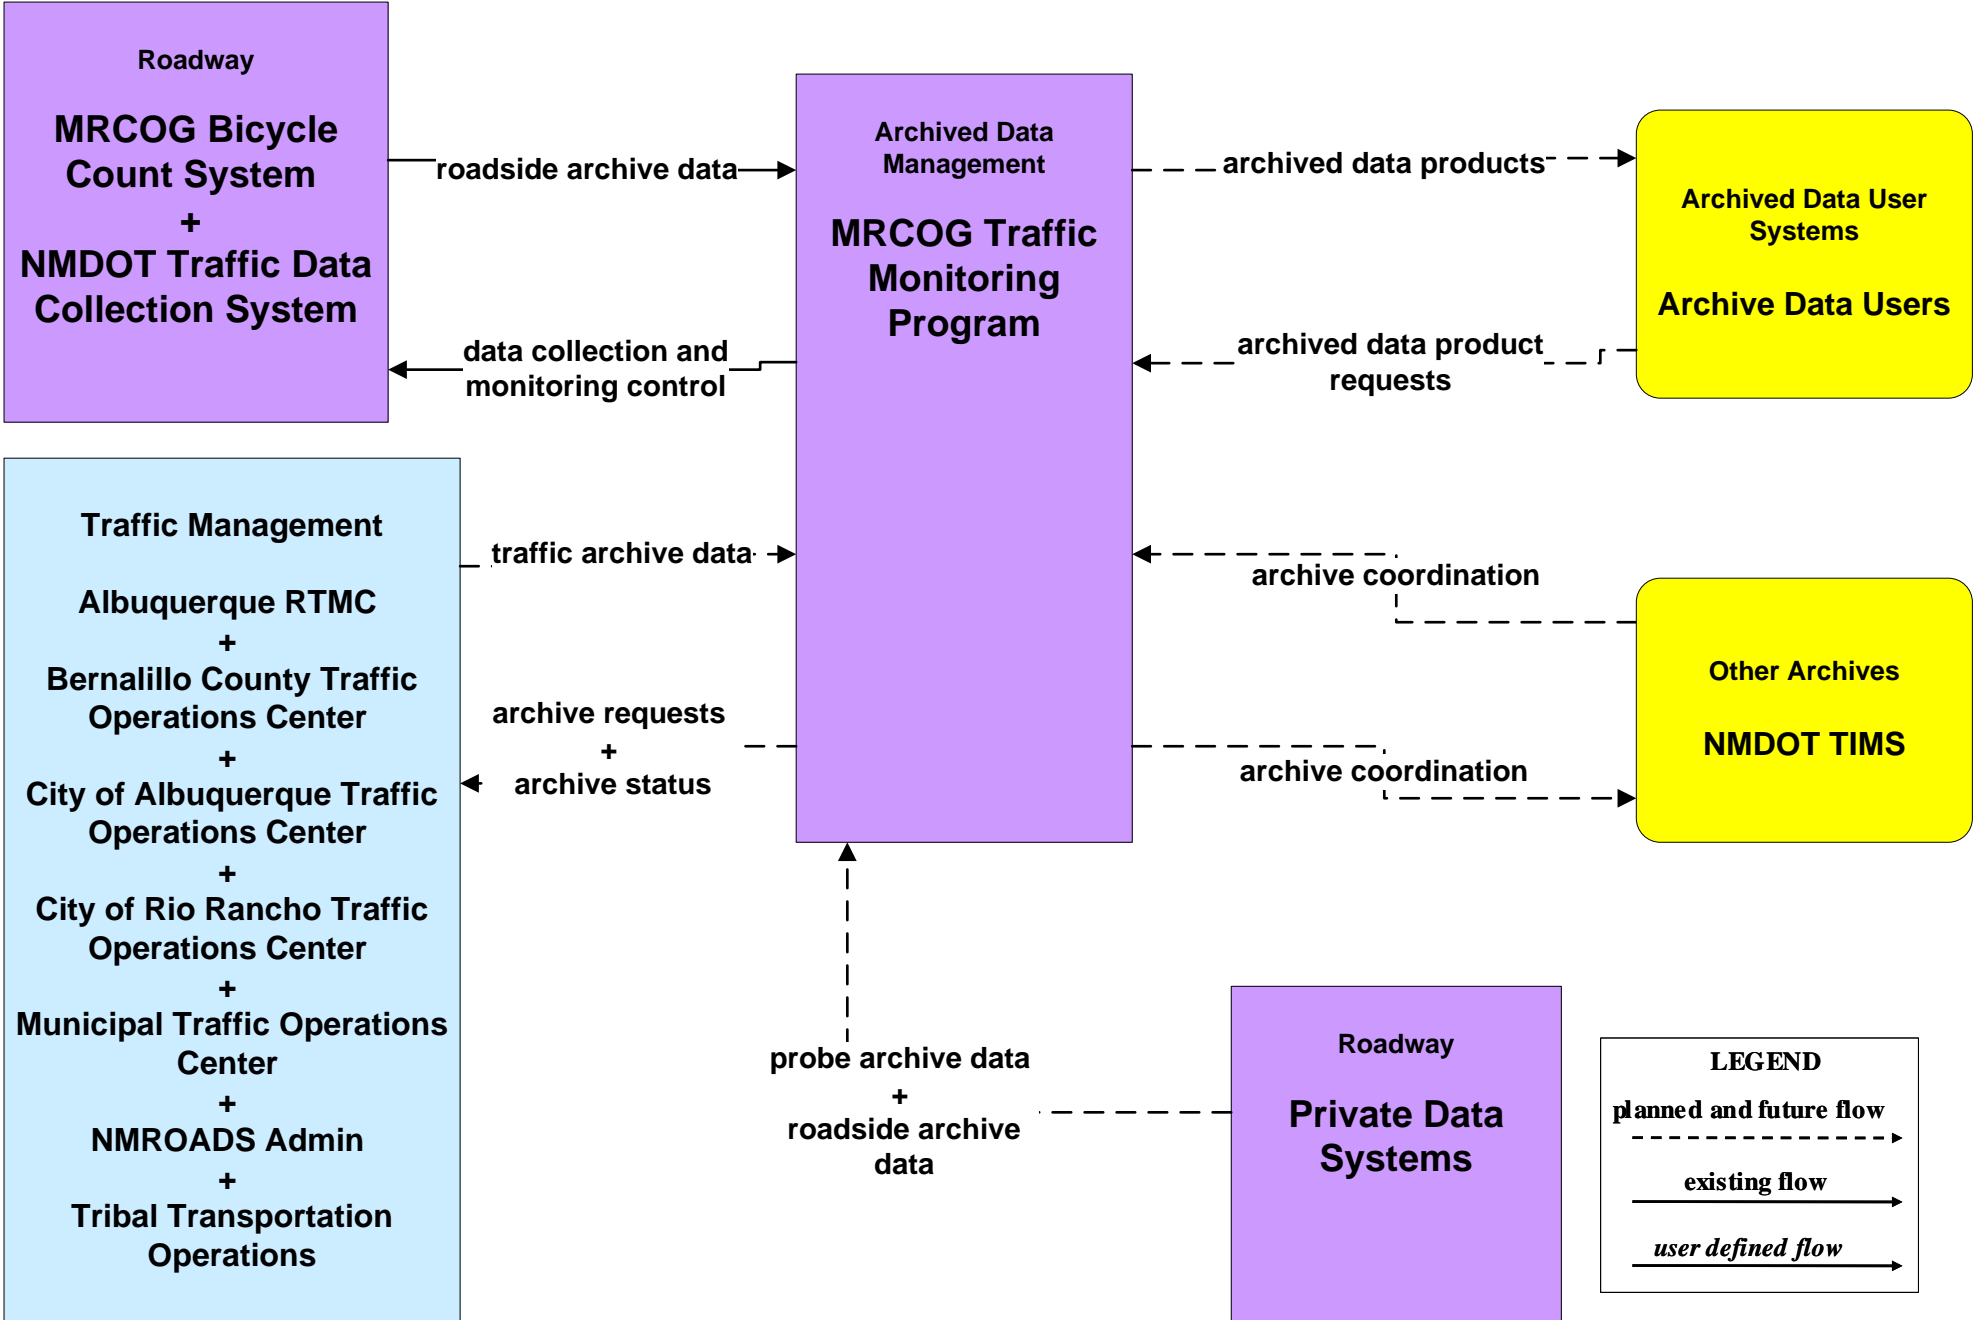 Roadway
MRCOG Bicycle
Count System
+
NMDOT Traffic Data
Collection System
roadside archive data
data collection and
monitoring control
Archived Data
Management
MRCOG Traffic
Monitoring
Program
archived data products
archived data product
requests
Archived Data User
Systems
Archive Data Users
Traffic Management
Albuquerque RTMC
+
Bernalillo County Traffic
Operations Center
+
City of Albuquerque Traffic
Operations Center
+
City of Rio Rancho Traffic
Operations Center
+
Municipal Traffic Operations
Center
+
NMROADS Admin
+
Tribal Transportation
Operations
traffic archive data
archive requests
+
archive status
archive coordination
archive coordination
Other Archives
NMDOT TIMS
probe archive data
+
roadside archive
data
Roadway
Private Data
Systems
LEGEND
planned and future flow
existing flow
user defined flow